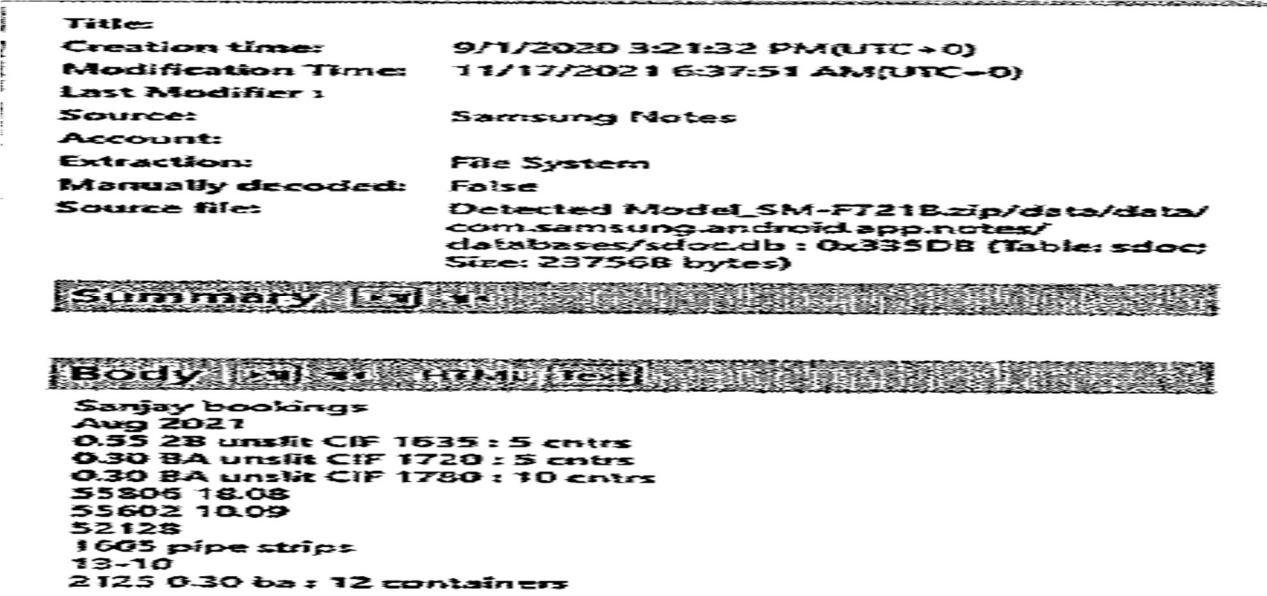 Title:
Creation time: 9/1/2020 3:21:32 PM(UTC+0)
Modification Time: 11/17/2021 6:37:51 AM(UTC+0)
Last Modifier :
Source: Samsung Notes
Account:
Extraction: File System
Manually decoded: False
Source file: Detected Model_SM-F721B.zip/data/data/
com.samsung.android.app.notes/
databases/sdoc.db : 0x335DB (Table: sdoc;
Size: 237568 bytes)
Summary
Body HTML Text
Sanjay bookings
Aug 2021
0.55 2B unslit CIF 1635 : 5 cntrs
0.30 BA unslit CIF 1720 : 5 cntrs
0.30 BA unslit CIF 1780 : 10 cntrs
55806 18.08
55602 10.09
52128
1605 pipe strips
13-10
2125 0.30 ba : 12 containers